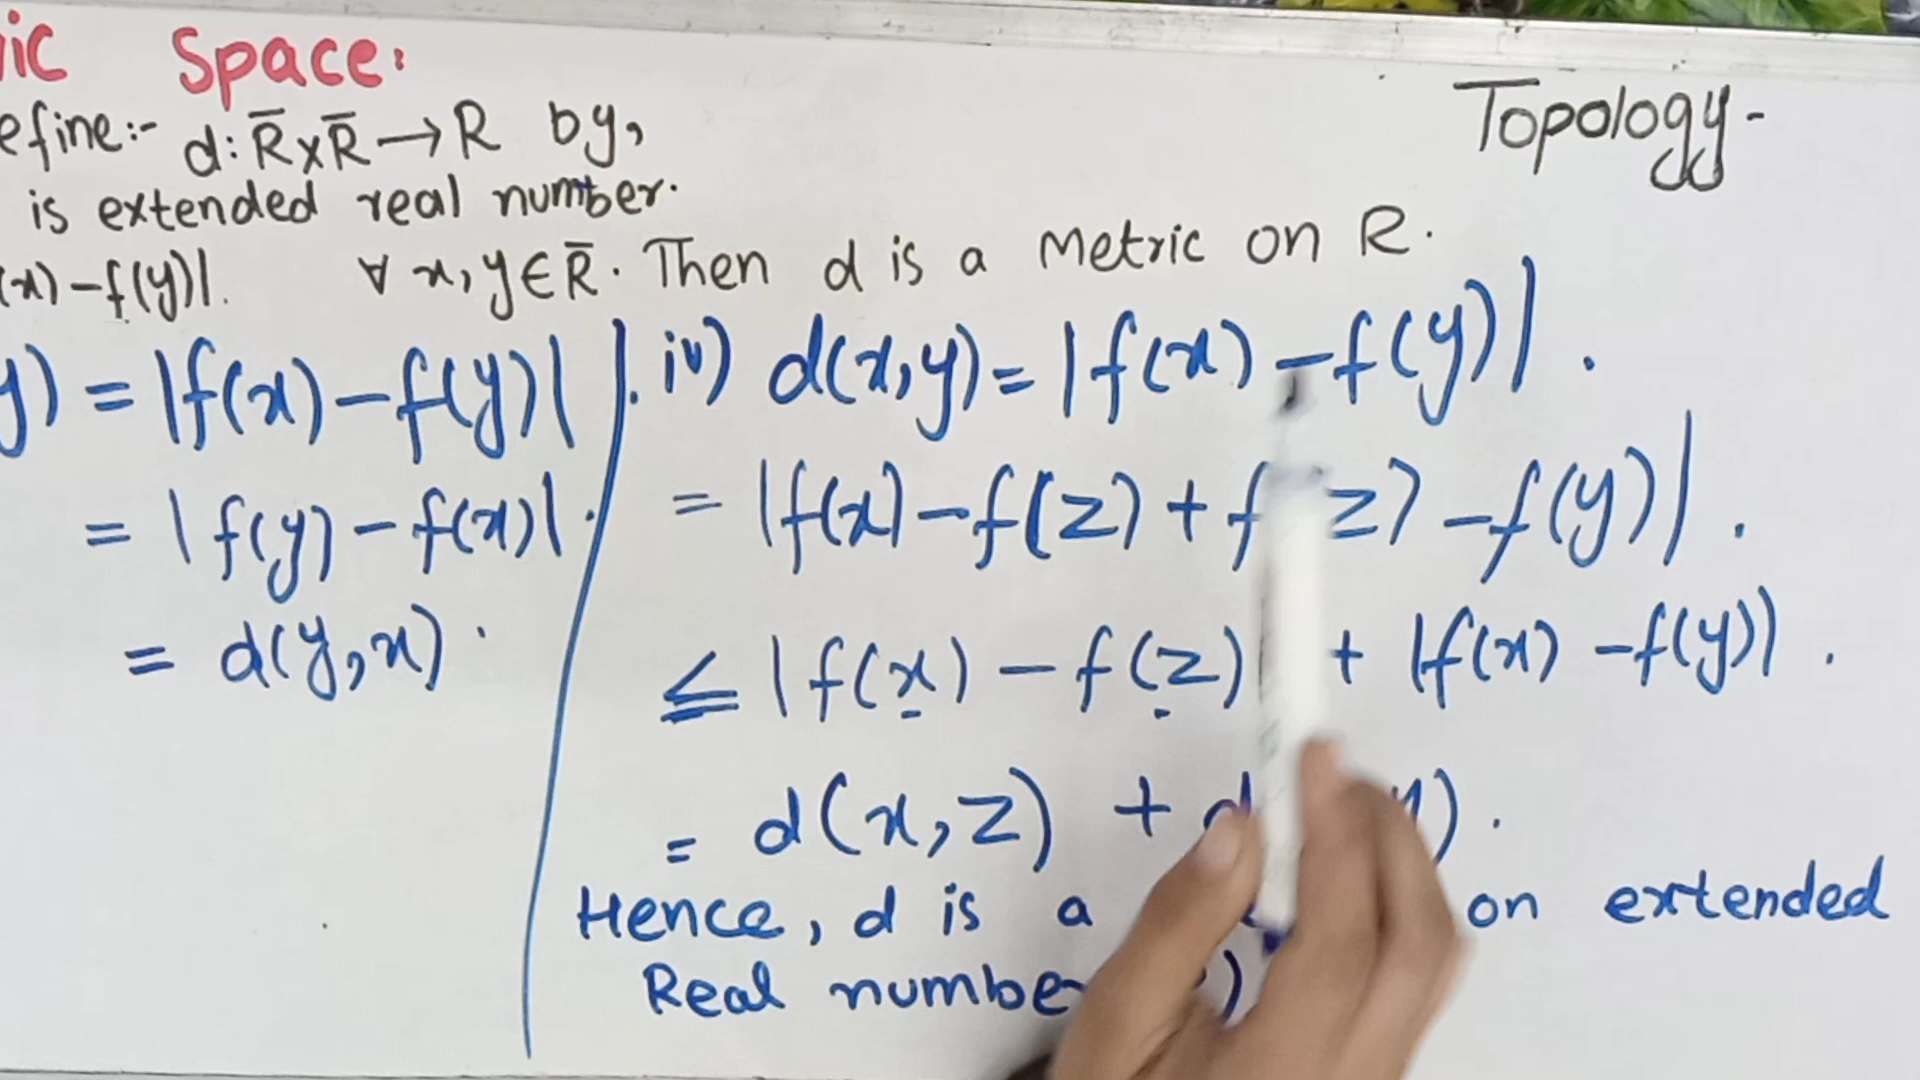 ic Space:
Topology-
efine:- d: R̅ x R̅ → R by,
is extended real number.
(x) - f(y)|. ∀ x, y ∈ R̅. Then d is a metric on R.
y) = |f(x) - f(y)|.
= |f(y) - f(x)|.
= d(y, x).
iv) d(x, y) = |f(x) - f(y)|.
= |f(x) - f(z) + f z) - f(y)|.
≤ |f(x) - f(z) + |f(x) - f(y)|.
= d(x, z) + d ).
Hence, d is a on extended
Real number )